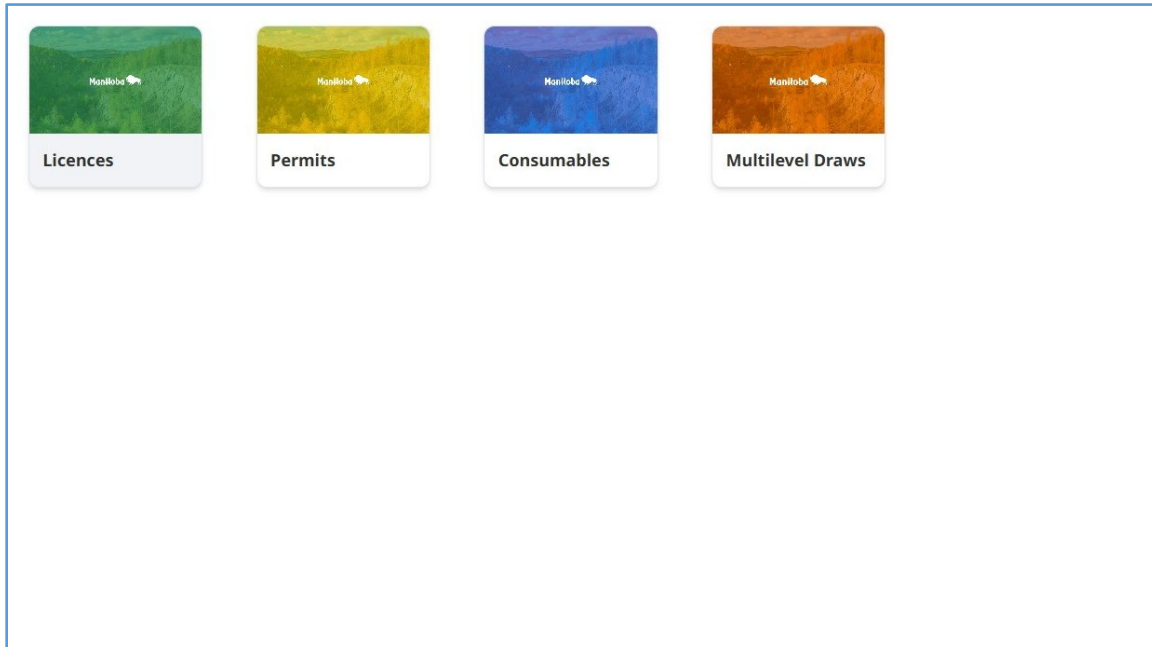 Manitoba
Manitoba
Manitoba
Manitoba
Licences
Permits
Consumables
Multilevel Draws